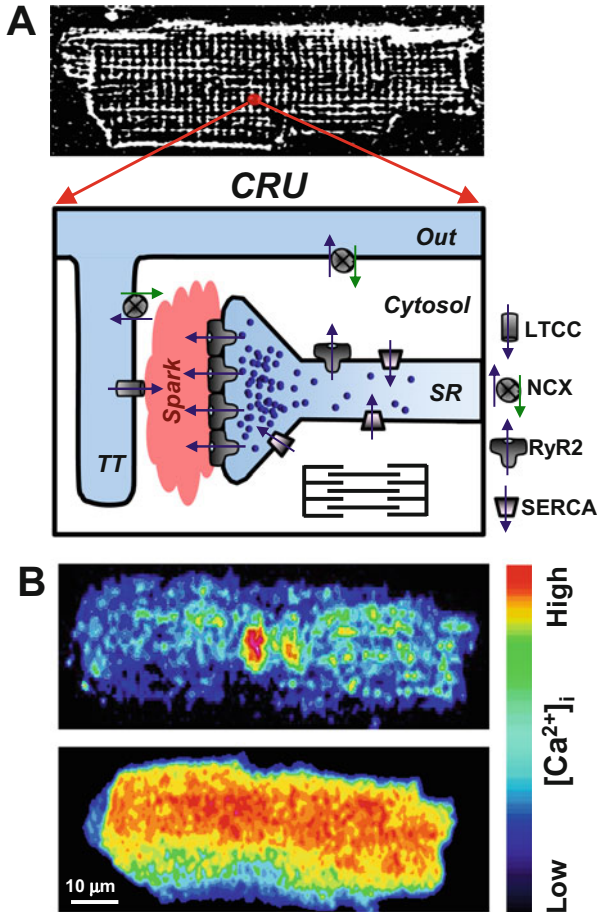 A
CRU
Out
Cytosol
Spark
SR
TT
LTCC
NCX
RyR2
SERCA
B
High
[Ca²⁺]ᵢ
Low
10 µm